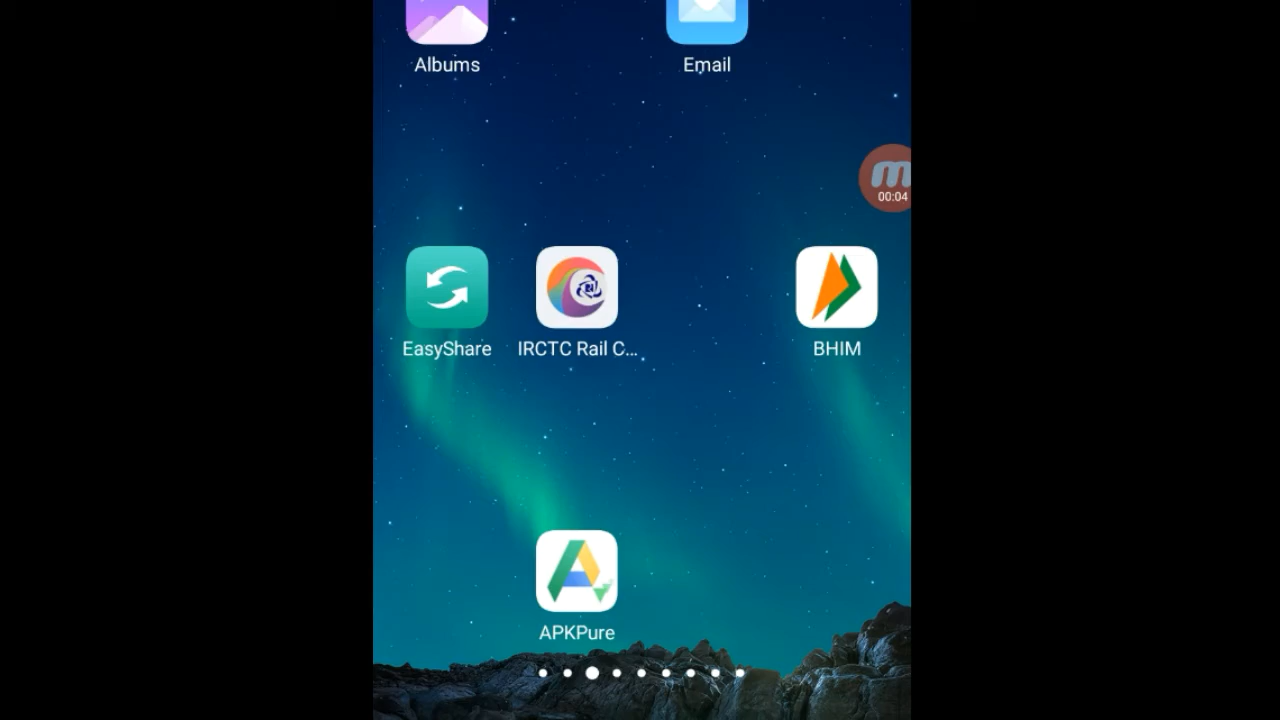 Albums
Email
m
00:04
EasyShare
IRCTC Rail C...
BHIM
APKPure